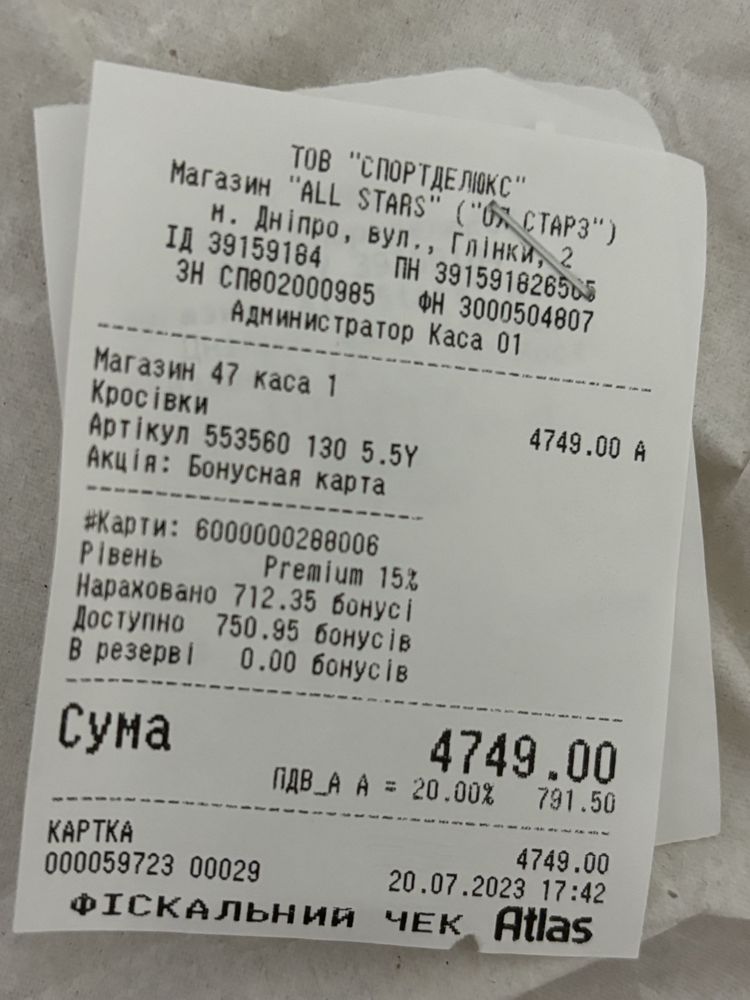 ТОВ "СПОРТДЕЛЮКС"
Магазин "ALL STARS" ("ОЛ СТАРЗ")
м. Дніпро, вул., Глінки, 2
ІД 39159184 ПН 391591826505
ЗН СП802000985 ФН 3000504807
Администратор Каса 01
Магазин 47 каса 1
Кросівки 4749.00 А
Артікул 553560 130 5.5Y
Акція: Бонусная карта
#Карти: 6000000288006
Рівень Premium 15%
Нараховано 712.35 бонусі
Доступно 750.95 бонусів
В резерві 0.00 бонусів
Сума 4749.00
ПДВ_А А = 20.00% 791.50
КАРТКА 4749.00
000059723 00029 20.07.2023 17:42
ФІСКАЛЬНИЙ ЧЕК Atlas